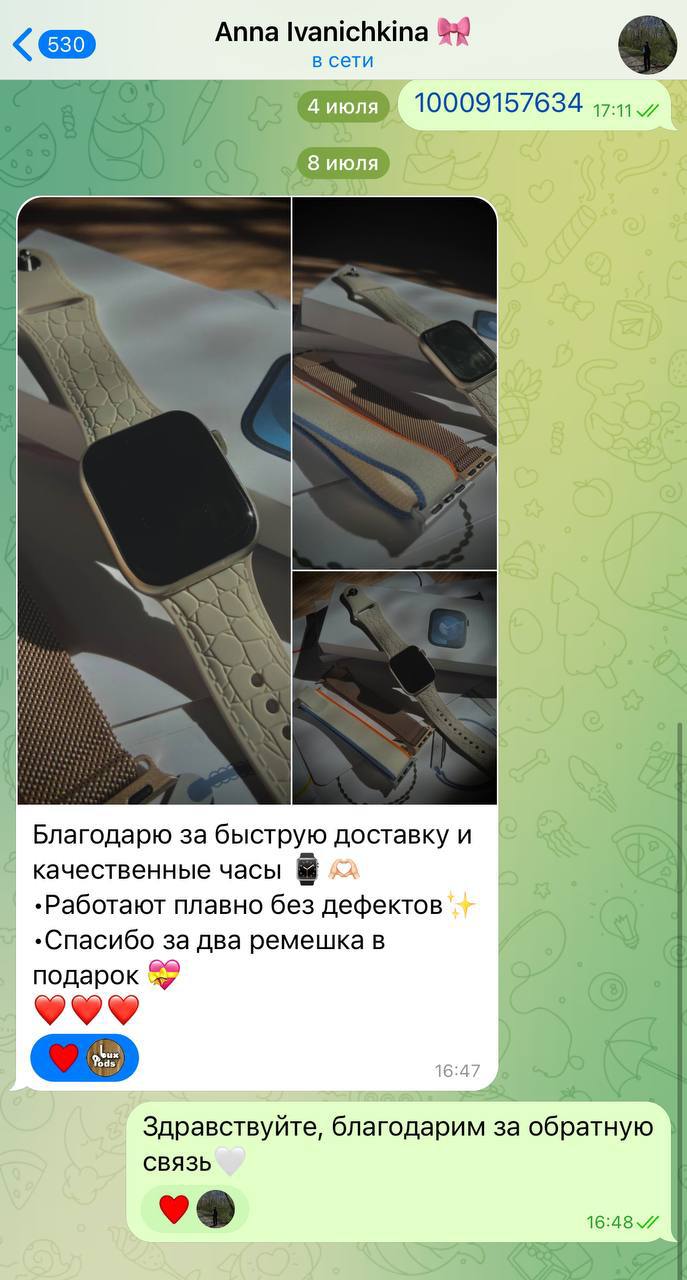 530
Anna Ivanichkina 🎀
в сети
4 июля
10009157634 17:11
8 июля
Благодарю за быструю доставку и
качественные часы ⌚🫶🏻
•Работают плавно без дефектов✨
•Спасибо за два ремешка в
подарок 💝
❤️❤️❤️
❤️ Lux Pods
16:47
Здравствуйте, благодарим за обратную
связь🤍
❤️
16:48